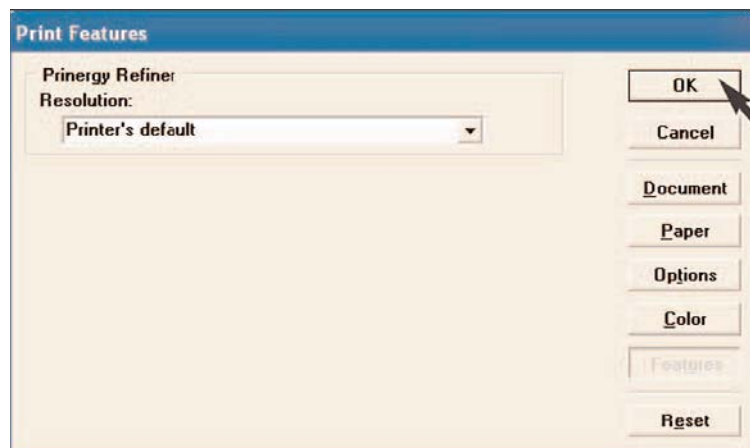 Print Features
Prinergy Refiner
Resolution:
Printer's default
OK
Cancel
Document
Paper
Options
Color
Features
Reset